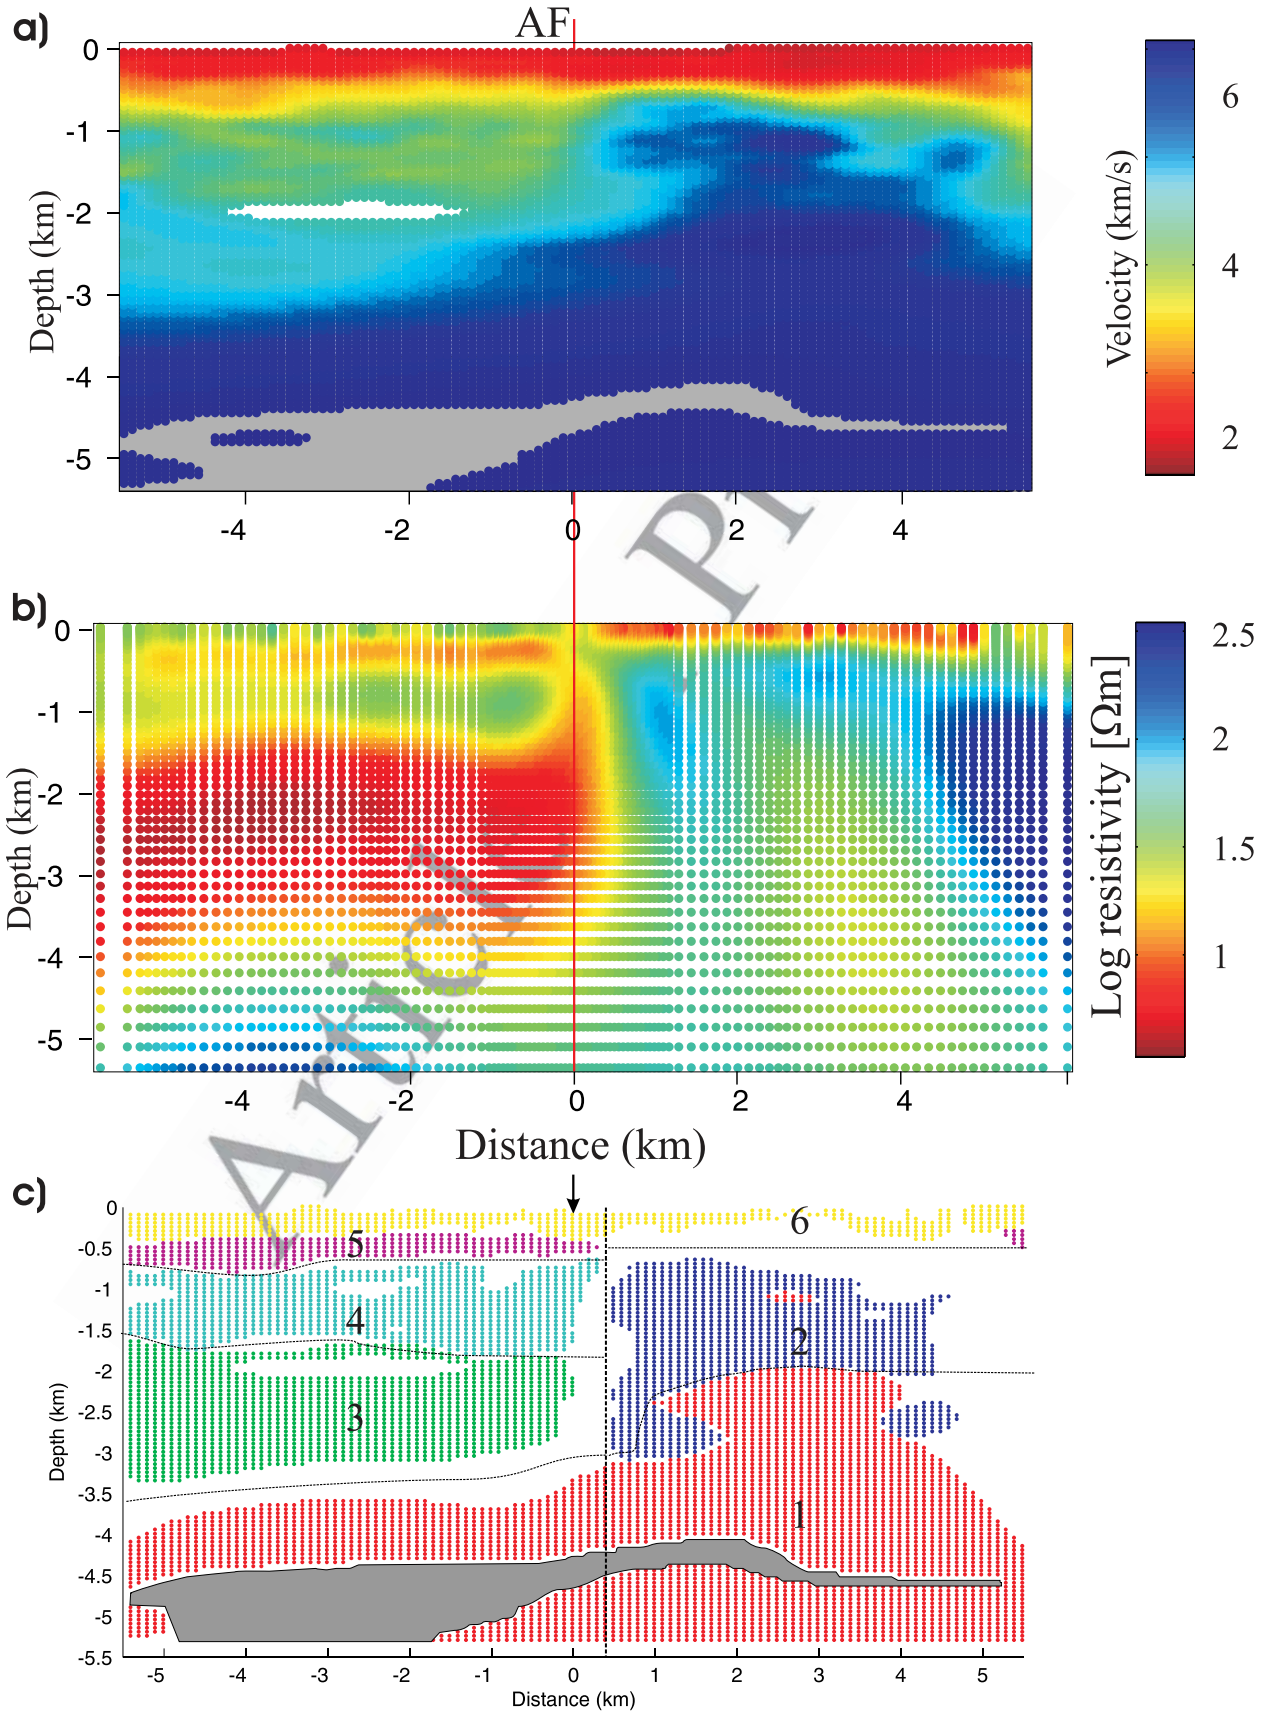 a)
AF
0
-1
-2
-3
-4
-5
Depth (km)
-4 -2 0 2 4
6
4
2
Velocity (km/s)
b)
0
-1
-2
-3
-4
-5
Depth (km)
-4 -2 0 2 4
Distance (km)
2.5
2
1.5
1
Log resistivity [Ωm]
c)
0
-0.5
-1
-1.5
-2
-2.5
-3
-3.5
-4
-4.5
-5
-5.5
Depth (km)
6
5
4
2
3
1
-5 -4 -3 -2 -1 0 1 2 3 4 5
Distance (km)